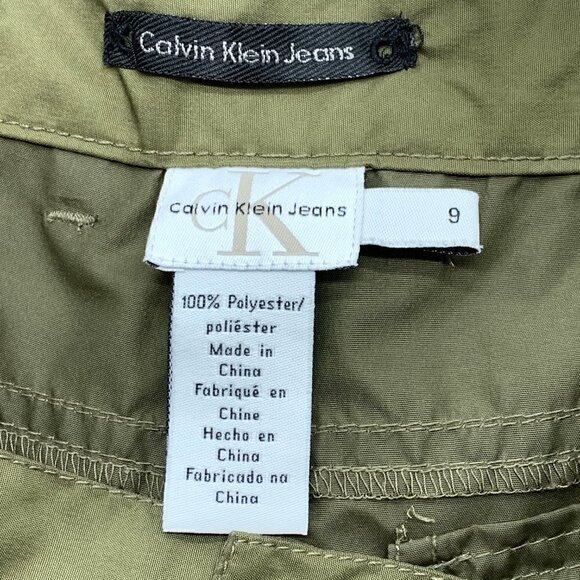 Calvin Klein Jeans
cK
Calvin Klein Jeans
9
100% Polyester/
poliéster
Made in
China
Fabriqué en
Chine
Hecho en
China
Fabricado na
China